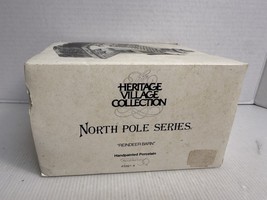 HERITAGE
VILLAGE
COLLECTION
NORTH POLE SERIES
"REINDEER BARN"
Handpainted Porcelain